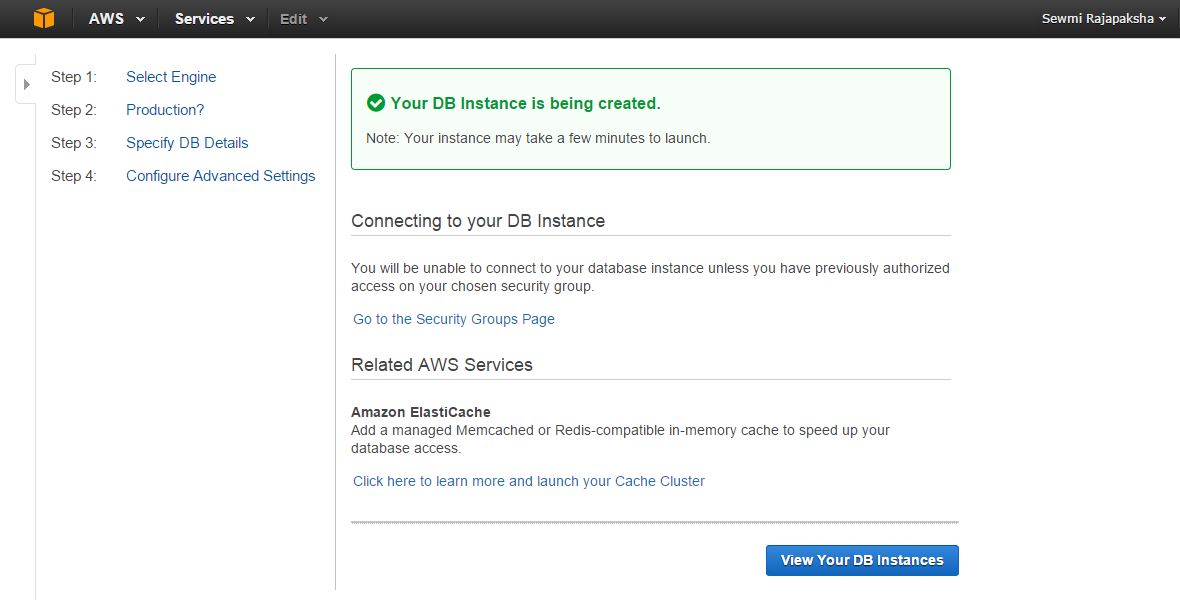 AWS Services Edit Sewmi Rajapaksha
Step 1: Select Engine
Step 2: Production?
Step 3: Specify DB Details
Step 4: Configure Advanced Settings
Your DB Instance is being created.
Note: Your instance may take a few minutes to launch.
Connecting to your DB Instance
You will be unable to connect to your database instance unless you have previously authorized
access on your chosen security group.
Go to the Security Groups Page
Related AWS Services
Amazon ElastiCache
Add a managed Memcached or Redis-compatible in-memory cache to speed up your
database access.
Click here to learn more and launch your Cache Cluster
View Your DB Instances